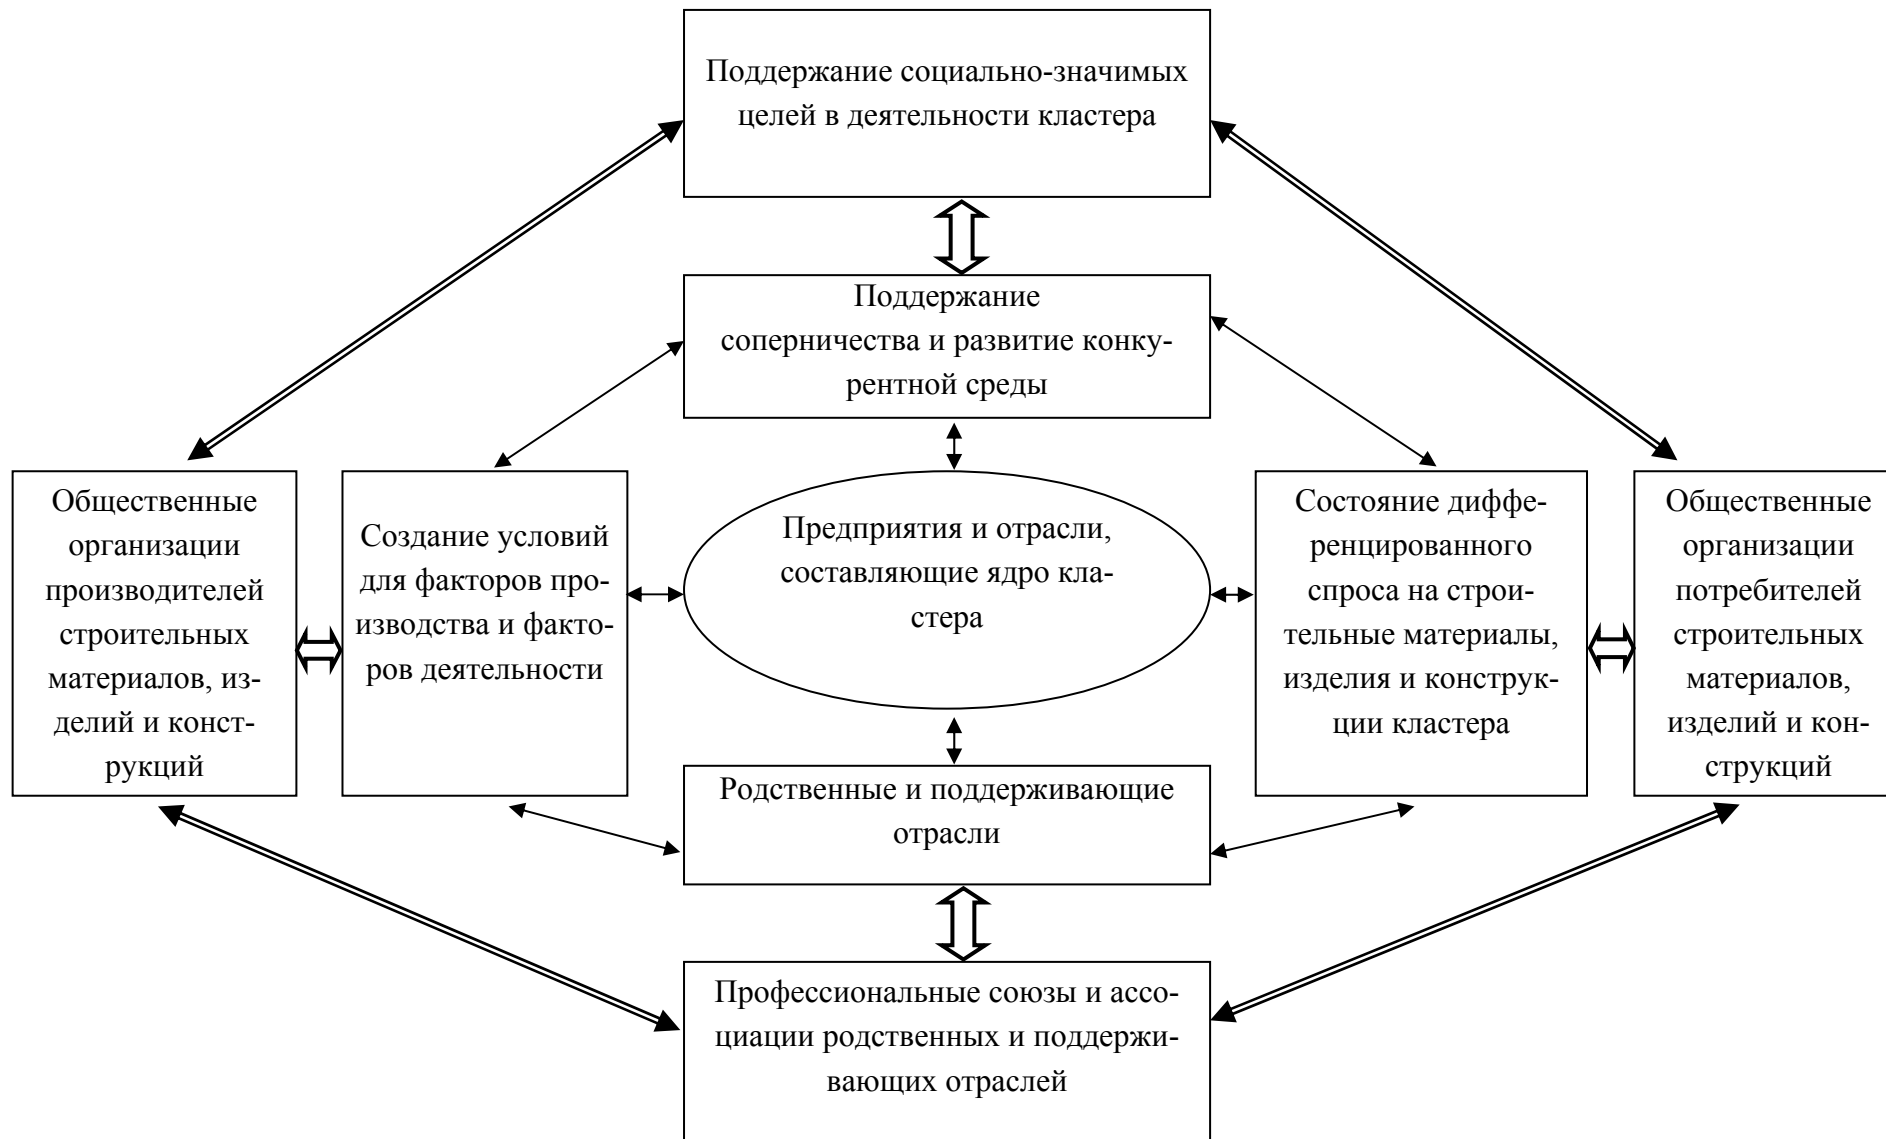 Поддержание социально-значимых
целей в деятельности кластера
Поддержание
соперничества и развитие конку-
рентной среды
Общественные
организации
производителей
строительных
материалов, из-
делий и конст-
рукций
Создание условий
для факторов про-
изводства и факто-
ров деятельности
Предприятия и отрасли,
составляющие ядро кла-
стера
Состояние диффе-
ренцированного
спроса на строи-
тельные материалы,
изделия и конструк-
ции кластера
Общественные
организации
потребителей
строительных
материалов,
изделий и кон-
струкций
Родственные и поддерживающие
отрасли
Профессиональные союзы и ассо-
циации родственных и поддержи-
вающих отраслей